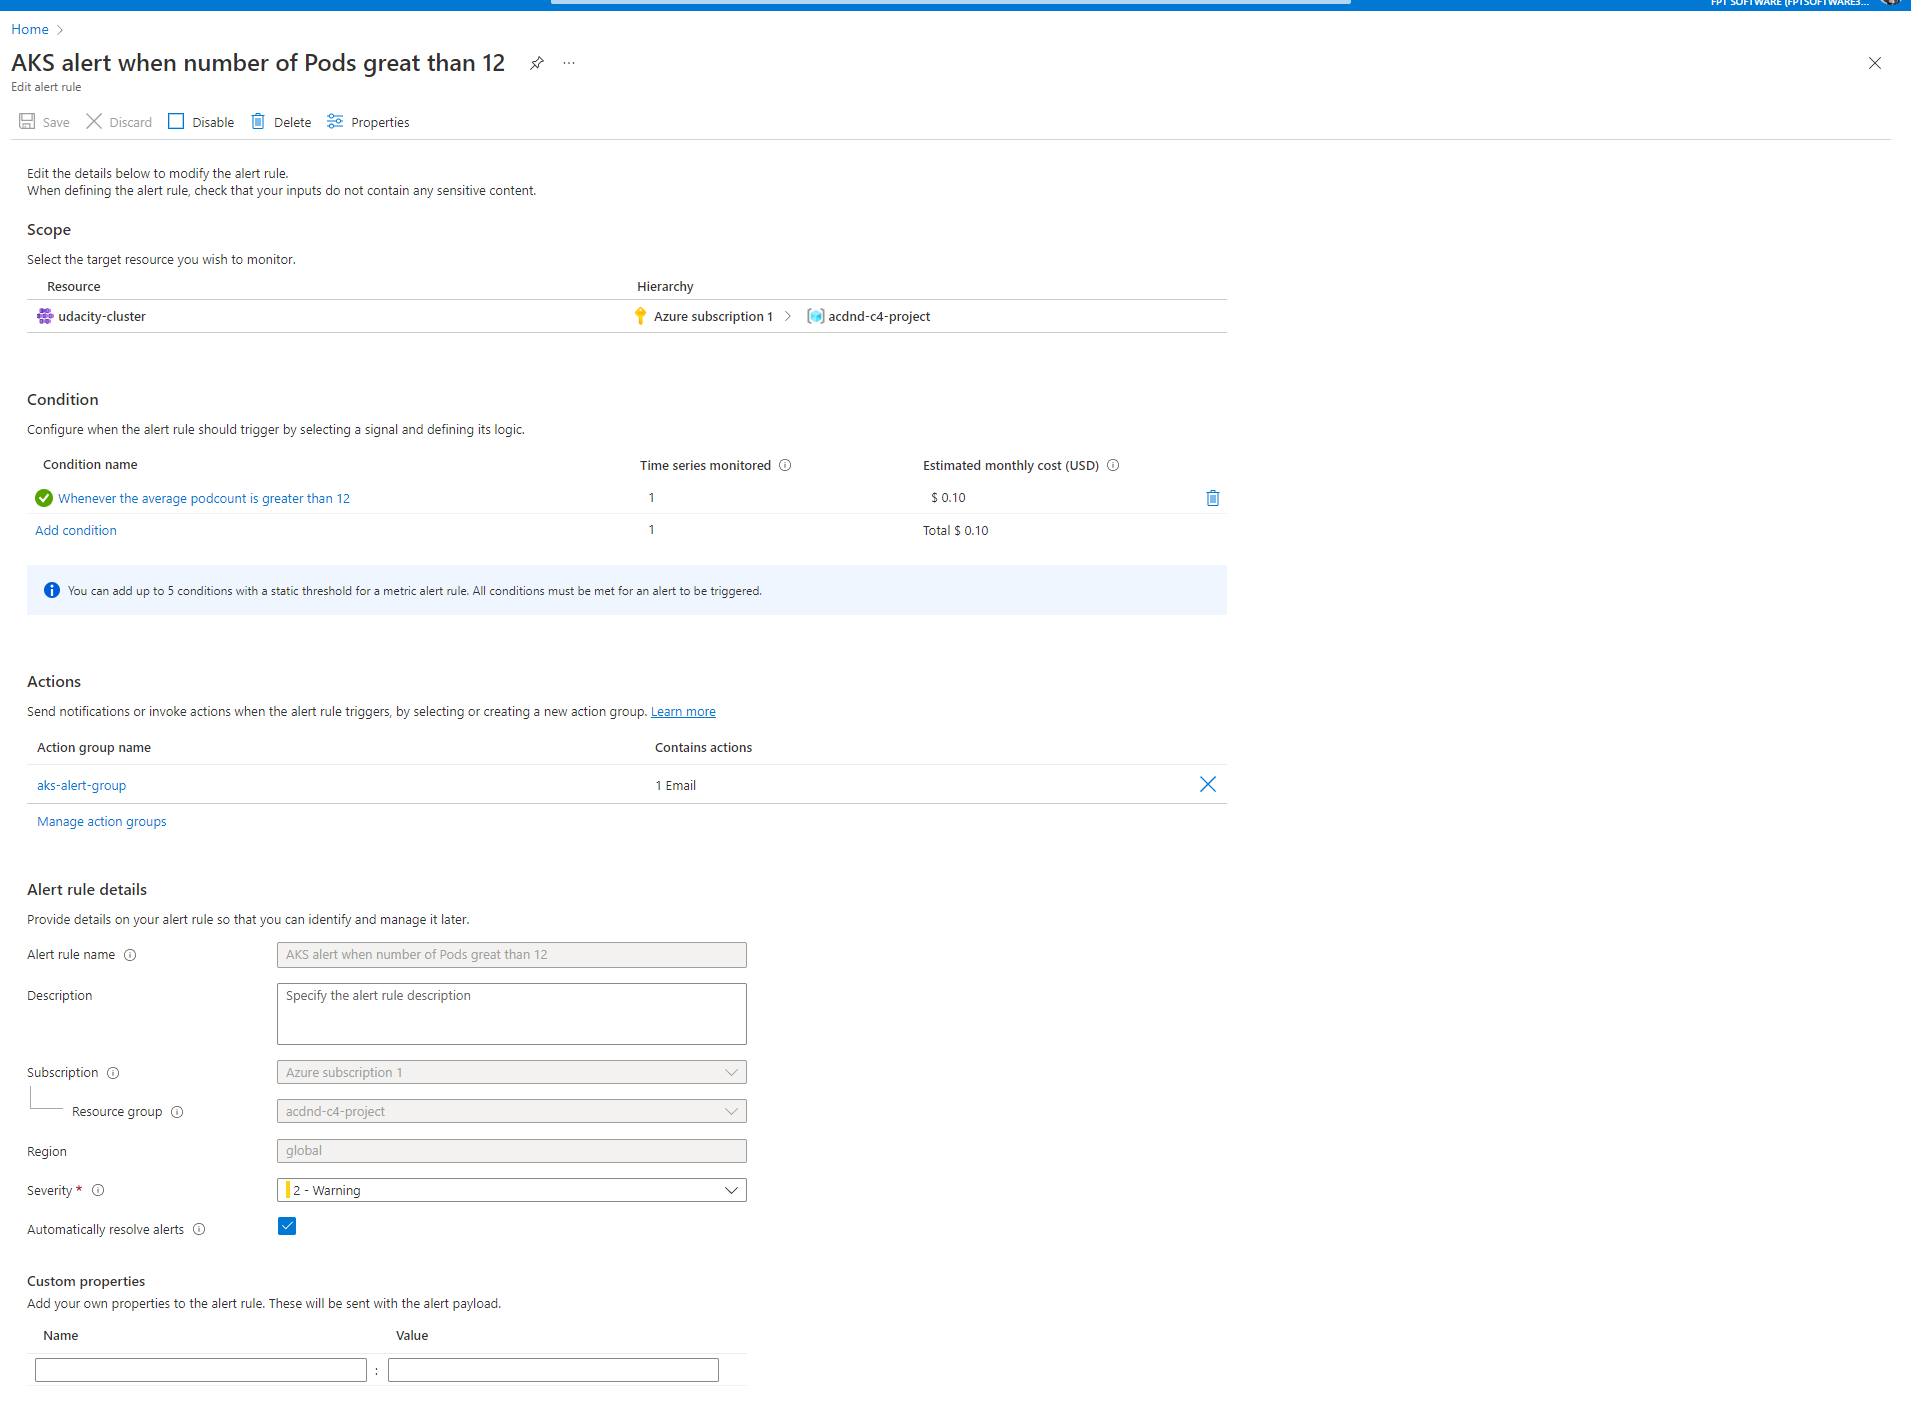 FPT SOFTWARE (FPTSOFTWARE3...
Home
AKS alert when number of Pods great than 12
Edit alert rule
Save Discard Disable Delete Properties
Edit the details below to modify the alert rule.
When defining the alert rule, check that your inputs do not contain any sensitive content.
Scope
Select the target resource you wish to monitor.
Resource Hierarchy
udacity-cluster Azure subscription 1 > acdnd-c4-project
Condition
Configure when the alert rule should trigger by selecting a signal and defining its logic.
Condition name Time series monitored Estimated monthly cost (USD)
Whenever the average podcount is greater than 12 1 $ 0.10
Add condition 1 Total $ 0.10
You can add up to 5 conditions with a static threshold for a metric alert rule. All conditions must be met for an alert to be triggered.
Actions
Send notifications or invoke actions when the alert rule triggers, by selecting or creating a new action group. Learn more
Action group name Contains actions
aks-alert-group 1 Email
Manage action groups
Alert rule details
Provide details on your alert rule so that you can identify and manage it later.
Alert rule name AKS alert when number of Pods great than 12
Description Specify the alert rule description
Subscription Azure subscription 1
Resource group acdnd-c4-project
Region global
Severity * 2 - Warning
Automatically resolve alerts
Custom properties
Add your own properties to the alert rule. These will be sent with the alert payload.
Name Value
: